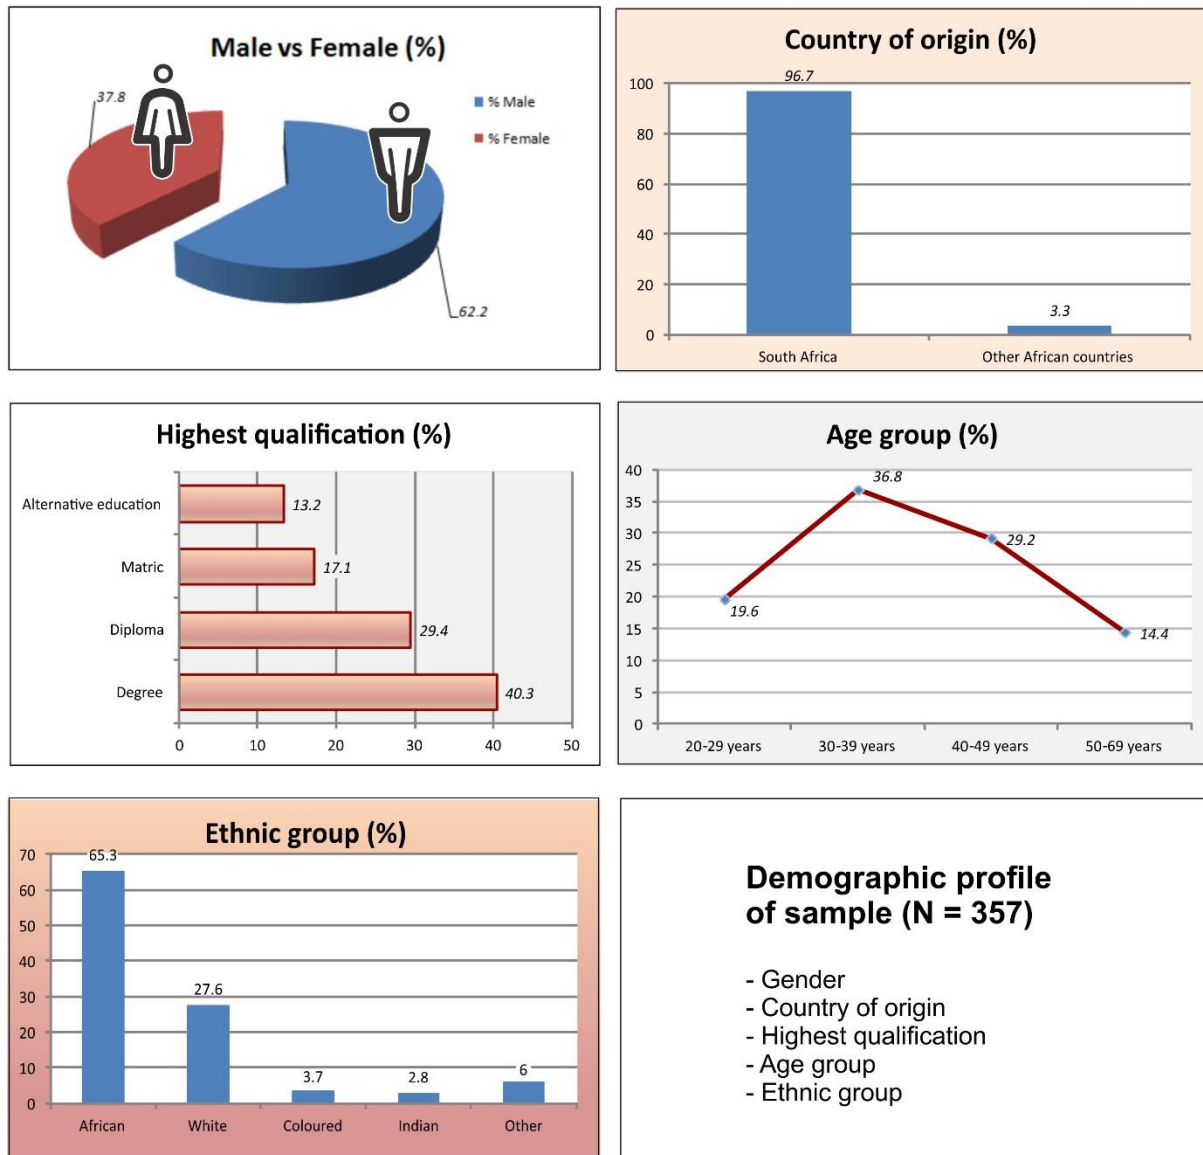 Male vs Female (%)
37.8
% Male
% Female
62.2
Country of origin (%)
96.7
100
80
60
40
20
0
3.3
South Africa
Other African countries
Highest qualification (%)
Alternative education
13.2
Matric
17.1
Diploma
29.4
Degree
40.3
0 10 20 30 40 50
Age group (%)
40
35
30
25
20
15
10
5
0
36.8
29.2
19.6
14.4
20-29 years 30-39 years 40-49 years 50-69 years
Ethnic group (%)
70
60
50
40
30
20
10
0
65.3
27.6
3.7
2.8
6
African White Coloured Indian Other
Demographic profile
of sample (N = 357)
- Gender
- Country of origin
- Highest qualification
- Age group
- Ethnic group